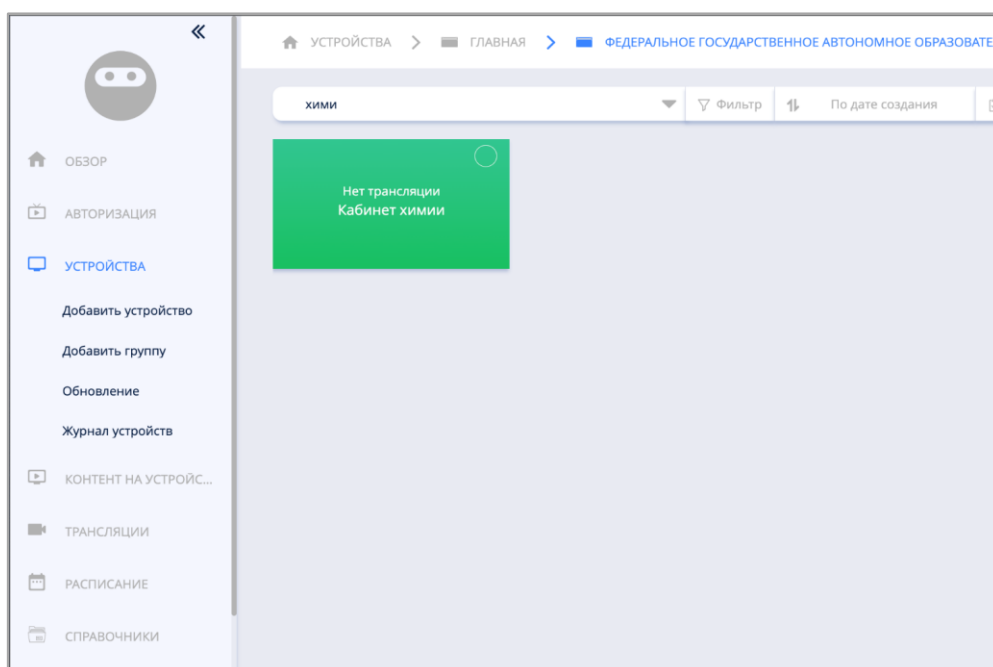 УСТРОЙСТВА
ГЛАВНАЯ
ФЕДЕРАЛЬНОЕ ГОСУДАРСТВЕННОЕ АВТОНОМНОЕ ОБРАЗОВАТЕ
хими
Фильтр
По дате создания
Нет трансляции
Кабинет химии
ОБЗОР
АВТОРИЗАЦИЯ
УСТРОЙСТВА
Добавить устройство
Добавить группу
Обновление
Журнал устройств
КОНТЕНТ НА УСТРОЙС...
ТРАНСЛЯЦИИ
РАСПИСАНИЕ
СПРАВОЧНИКИ